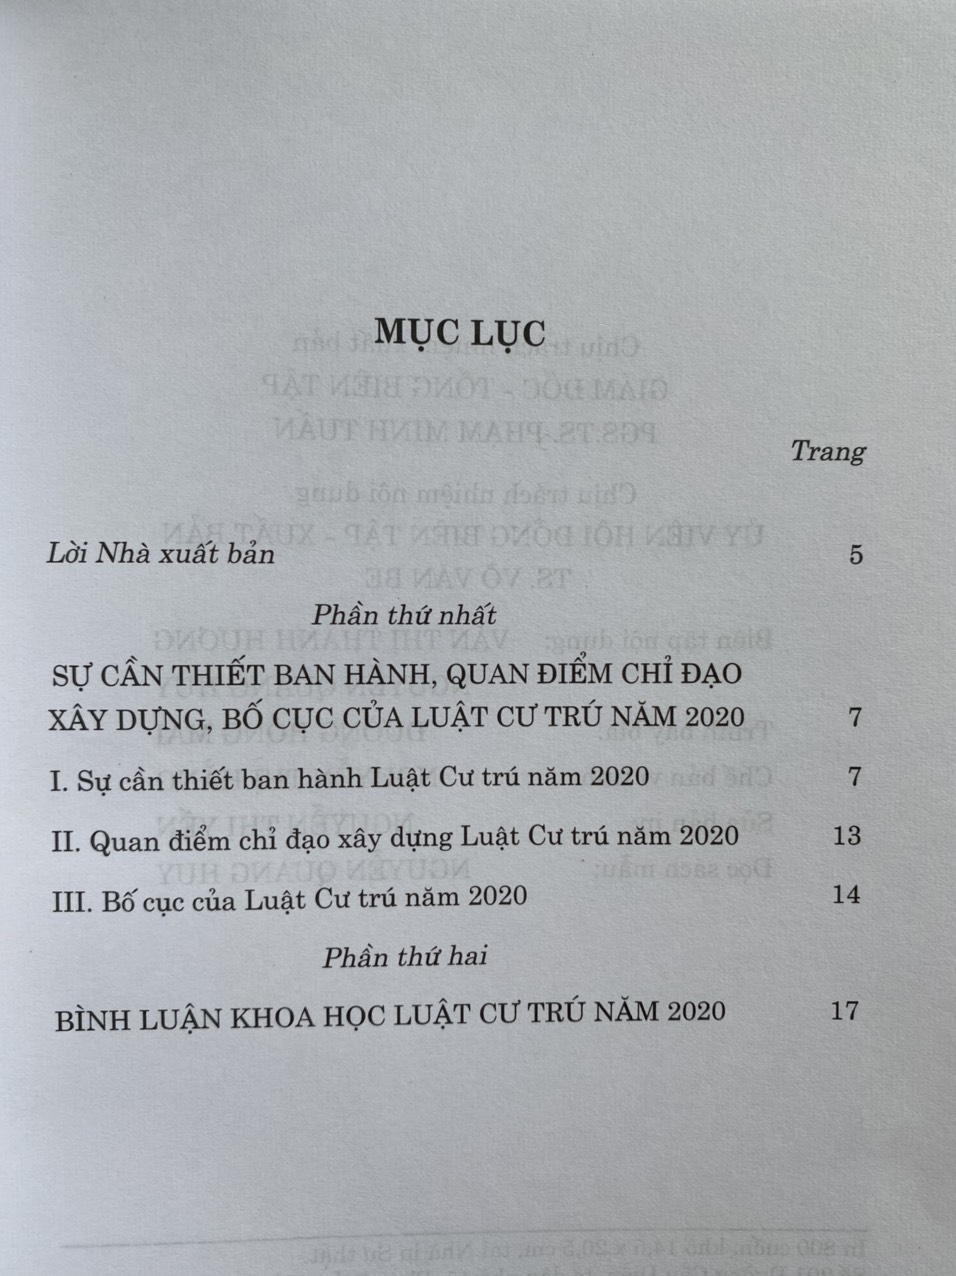 MỤC LỤC
Trang
Lời Nhà xuất bản 5
Phần thứ nhất
SỰ CẦN THIẾT BAN HÀNH, QUAN ĐIỂM CHỈ ĐẠO
XÂY DỰNG, BỐ CỤC CỦA LUẬT CƯ TRÚ NĂM 2020 7
I. Sự cần thiết ban hành Luật Cư trú năm 2020 7
II. Quan điểm chỉ đạo xây dựng Luật Cư trú năm 2020 13
III. Bố cục của Luật Cư trú năm 2020 14
Phần thứ hai
BÌNH LUẬN KHOA HỌC LUẬT CƯ TRÚ NĂM 2020 17